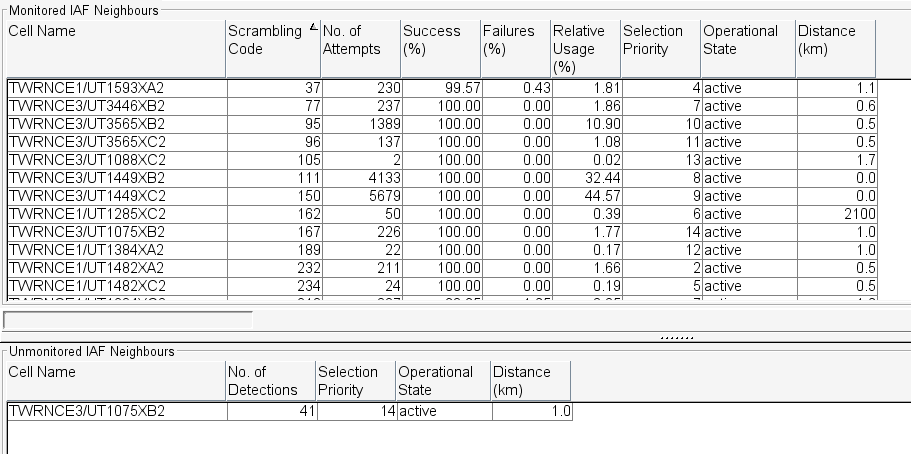 Monitored IAF Neighbours
Cell Name Scrambling Code No. of Attempts Success (%) Failures (%) Relative Usage (%) Selection Priority Operational State Distance (km)
TWRNCE1/UT1593XA2 37 230 99.57 0.43 1.81 4 active 1.1
TWRNCE3/UT3446XB2 77 237 100.00 0.00 1.86 7 active 0.6
TWRNCE3/UT3565XB2 95 1389 100.00 0.00 10.90 10 active 0.5
TWRNCE3/UT3565XC2 96 137 100.00 0.00 1.08 11 active 0.5
TWRNCE3/UT1088XC2 105 2 100.00 0.00 0.02 13 active 1.7
TWRNCE3/UT1449XB2 111 4133 100.00 0.00 32.44 8 active 0.0
TWRNCE3/UT1449XC2 150 5679 100.00 0.00 44.57 9 active 0.0
TWRNCE1/UT1285XC2 162 50 100.00 0.00 0.39 6 active 2100
TWRNCE3/UT1075XB2 167 226 100.00 0.00 1.77 14 active 1.0
TWRNCE1/UT1384XA2 189 22 100.00 0.00 0.17 12 active 1.0
TWRNCE1/UT1482XA2 232 211 100.00 0.00 1.66 2 active 0.5
TWRNCE1/UT1482XC2 234 24 100.00 0.00 0.19 5 active 0.5
Unmonitored IAF Neighbours
Cell Name No. of Detections Selection Priority Operational State Distance (km)
TWRNCE3/UT1075XB2 41 14 active 1.0